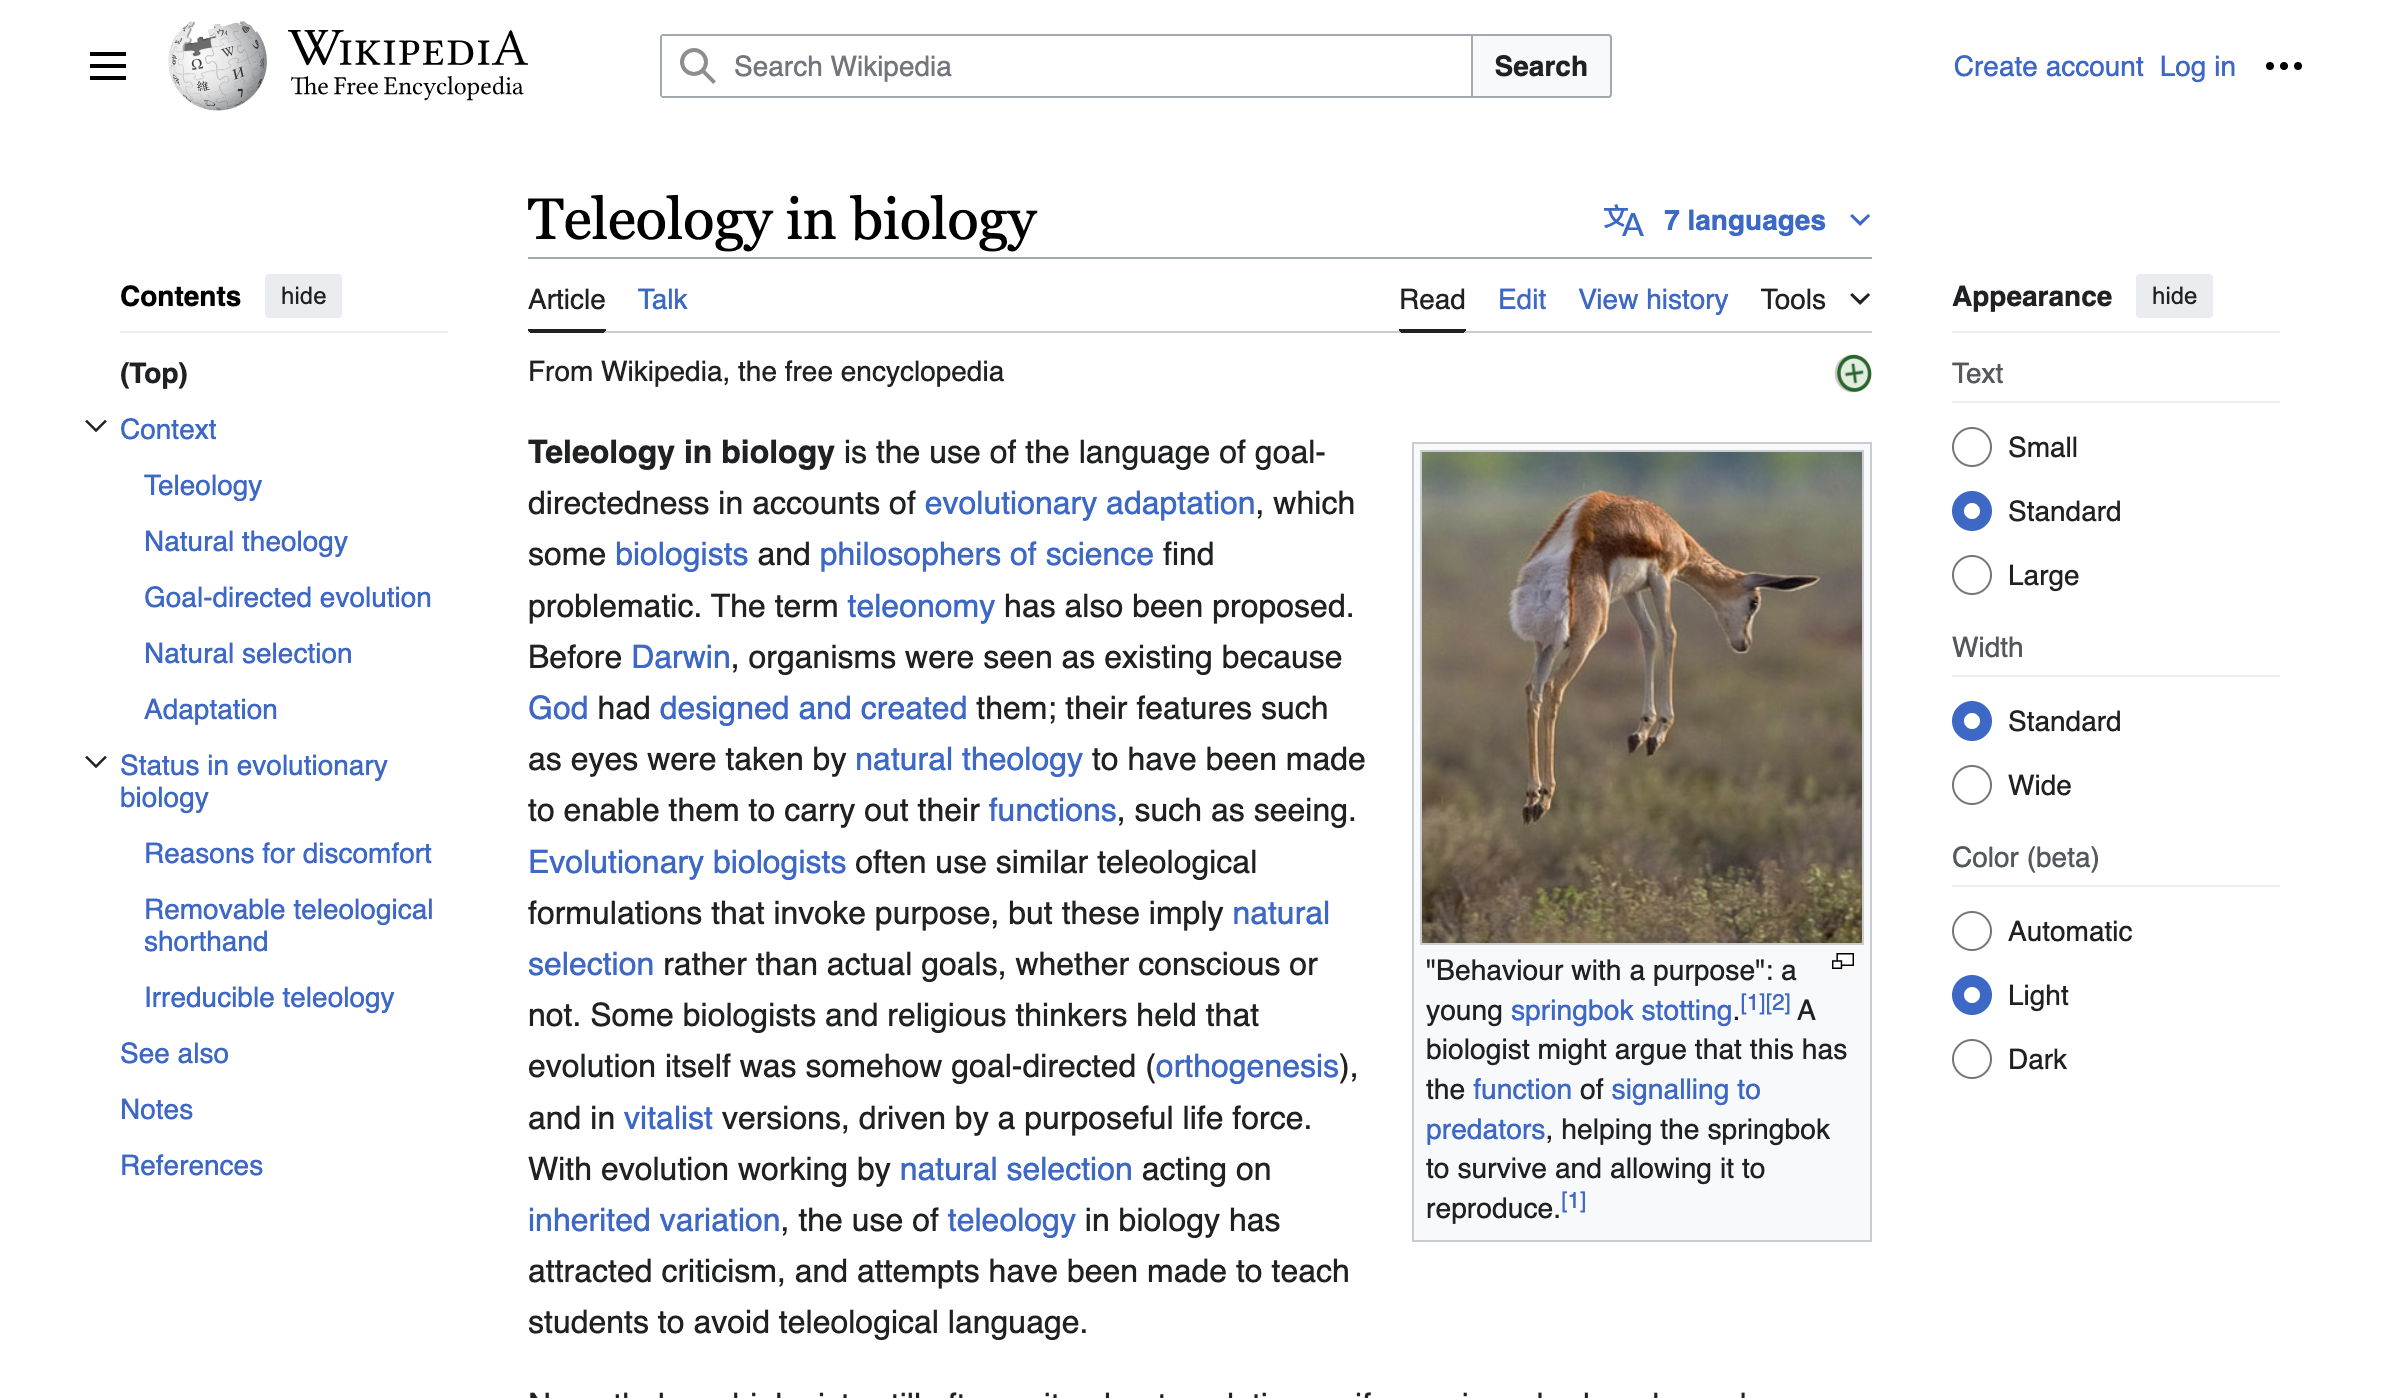 WIKIPEDIA
The Free Encyclopedia
Search Wikipedia
Search
Create account Log in
Teleology in biology
7 languages
Contents hide
(Top)
Context
Teleology
Natural theology
Goal-directed evolution
Natural selection
Adaptation
Status in evolutionary
biology
Reasons for discomfort
Removable teleological
shorthand
Irreducible teleology
See also
Notes
References
Article Talk Read Edit View history Tools
From Wikipedia, the free encyclopedia
Teleology in biology is the use of the language of goal-
directedness in accounts of evolutionary adaptation, which
some biologists and philosophers of science find
problematic. The term teleonomy has also been proposed.
Before Darwin, organisms were seen as existing because
God had designed and created them; their features such
as eyes were taken by natural theology to have been made
to enable them to carry out their functions, such as seeing.
Evolutionary biologists often use similar teleological
formulations that invoke purpose, but these imply natural
selection rather than actual goals, whether conscious or
not. Some biologists and religious thinkers held that
evolution itself was somehow goal-directed (orthogenesis),
and in vitalist versions, driven by a purposeful life force.
With evolution working by natural selection acting on
inherited variation, the use of teleology in biology has
attracted criticism, and attempts have been made to teach
students to avoid teleological language.
"Behaviour with a purpose": a
young springbok stotting.[1][2] A
biologist might argue that this has
the function of signalling to
predators, helping the springbok
to survive and allowing it to
reproduce.[1]
Appearance hide
Text
Small
Standard
Large
Width
Standard
Wide
Color (beta)
Automatic
Light
Dark